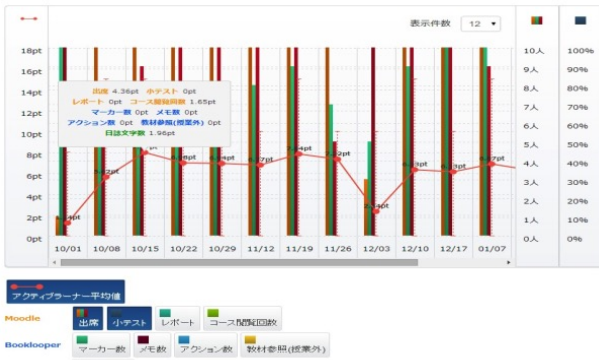 表示件数 12
18pt 10人 100%
16pt 9人 90%
14pt 8人 80%
12pt 7人 70%
10pt 6人 60%
8pt 5人 50%
6pt 4人 40%
4pt 3人 30%
2pt 2人 20%
1人 10%
0pt 0人 0%
出席 4.36pt 小テスト 0pt
レポート 0pt コース閲覧回数 1.65pt
マーカー数 0pt メモ数 0pt
アクション数 0pt 教材参照(授業外) 0pt
日誌文字数 1.96pt
10/01 10/08 10/15 10/22 10/29 11/12 11/19 11/26 12/03 12/10 12/17 01/07
アクティブラーナー平均値
Moodle 出席 小テスト レポート コース閲覧回数
Booklooper マーカー数 メモ数 アクション数 教材参照(授業外)